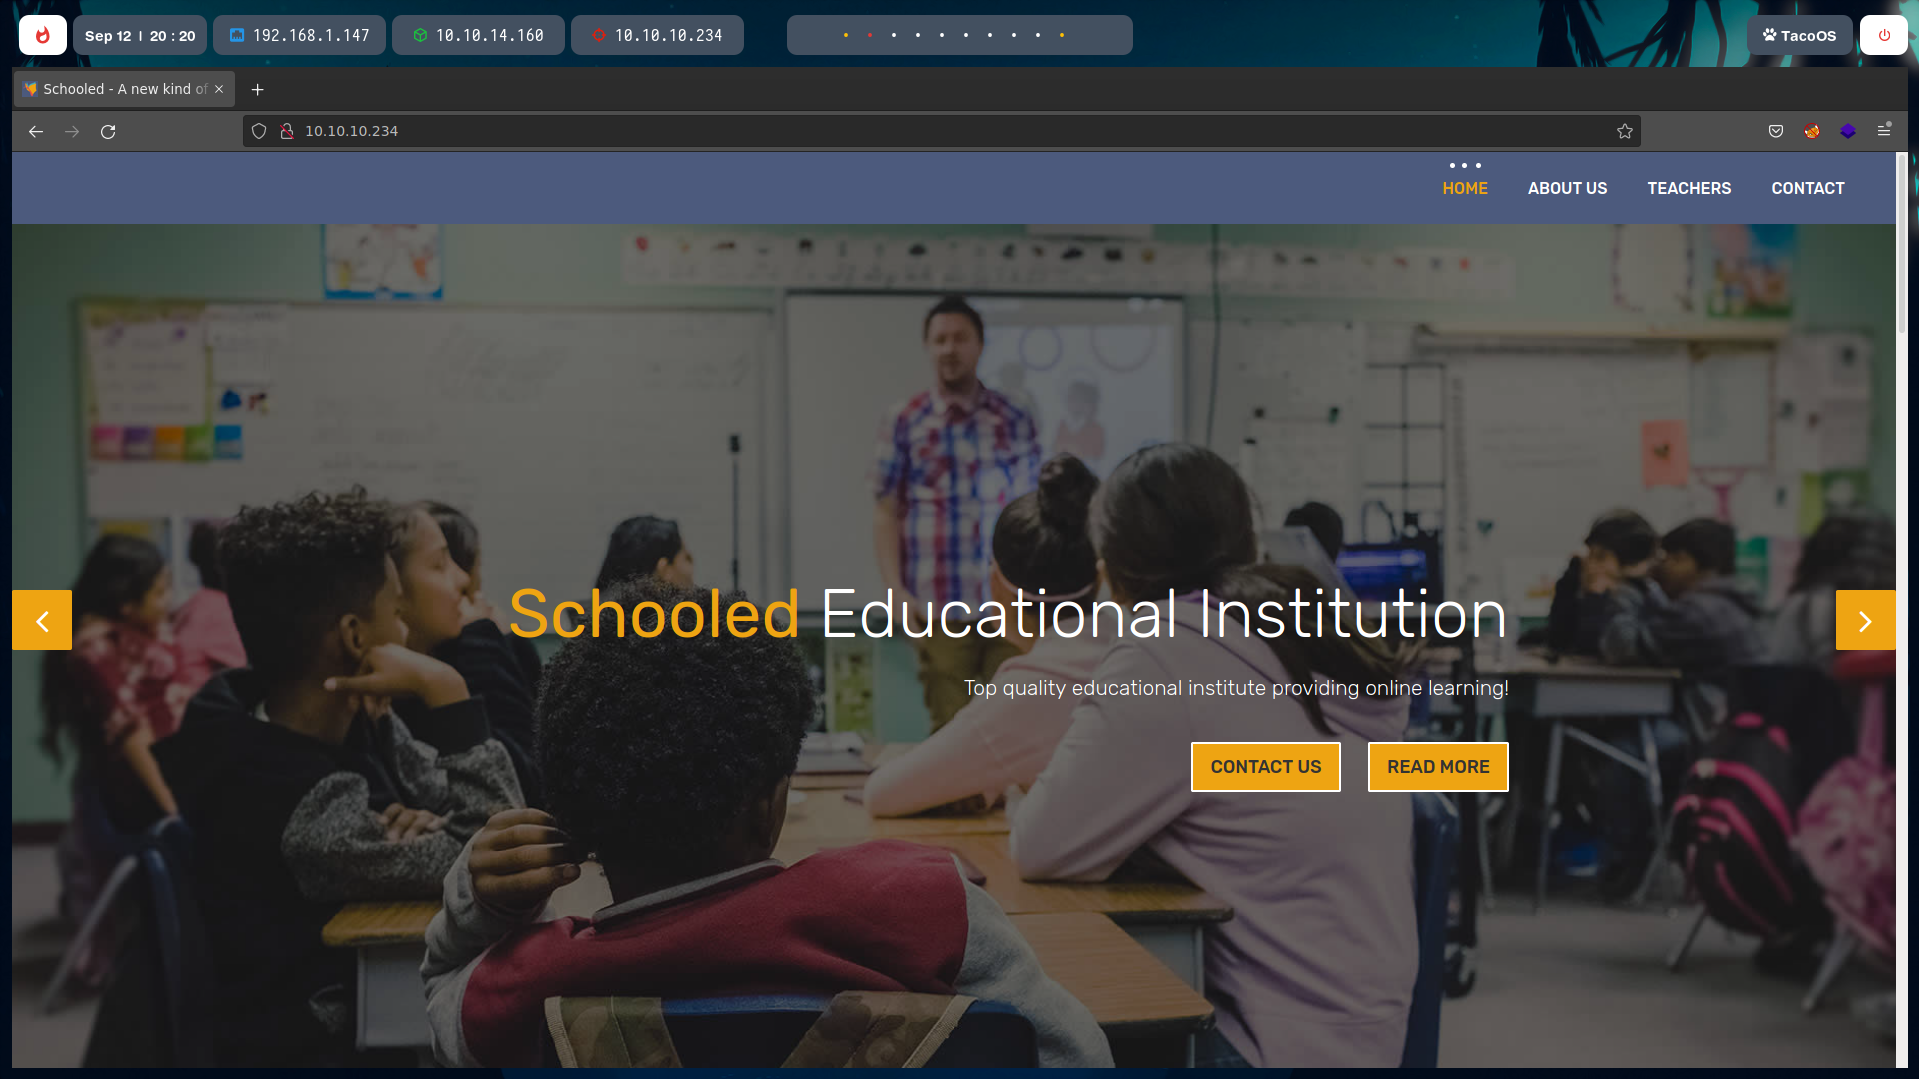 Sep 12 | 20 : 20
192.168.1.147
10.10.14.160
10.10.10.234
TacoOS
Schooled - A new kind of
10.10.10.234
HOME
ABOUT US
TEACHERS
CONTACT
Schooled Educational Institution
Top quality educational institute providing online learning!
CONTACT US
READ MORE